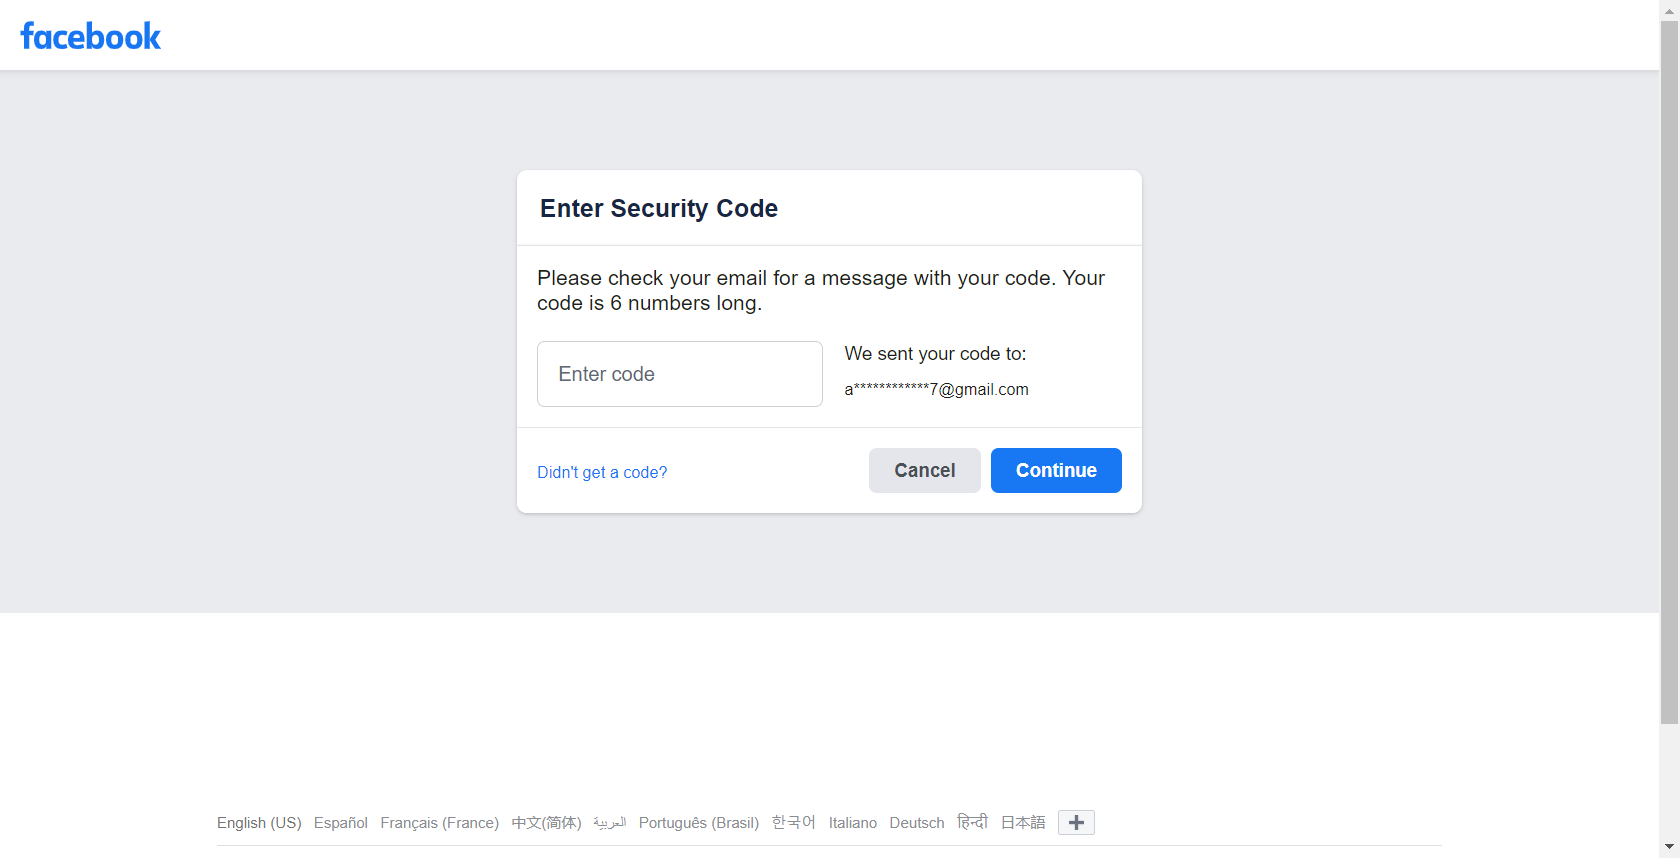 facebook
Enter Security Code
Please check your email for a message with your code. Your
code is 6 numbers long.
Enter code
We sent your code to:
a************7@gmail.com
Didn't get a code?
Cancel
Continue
English (US) Español Français (France) 中文(简体) العربية Português (Brasil) 한국어 Italiano Deutsch हिन्दी 日本語